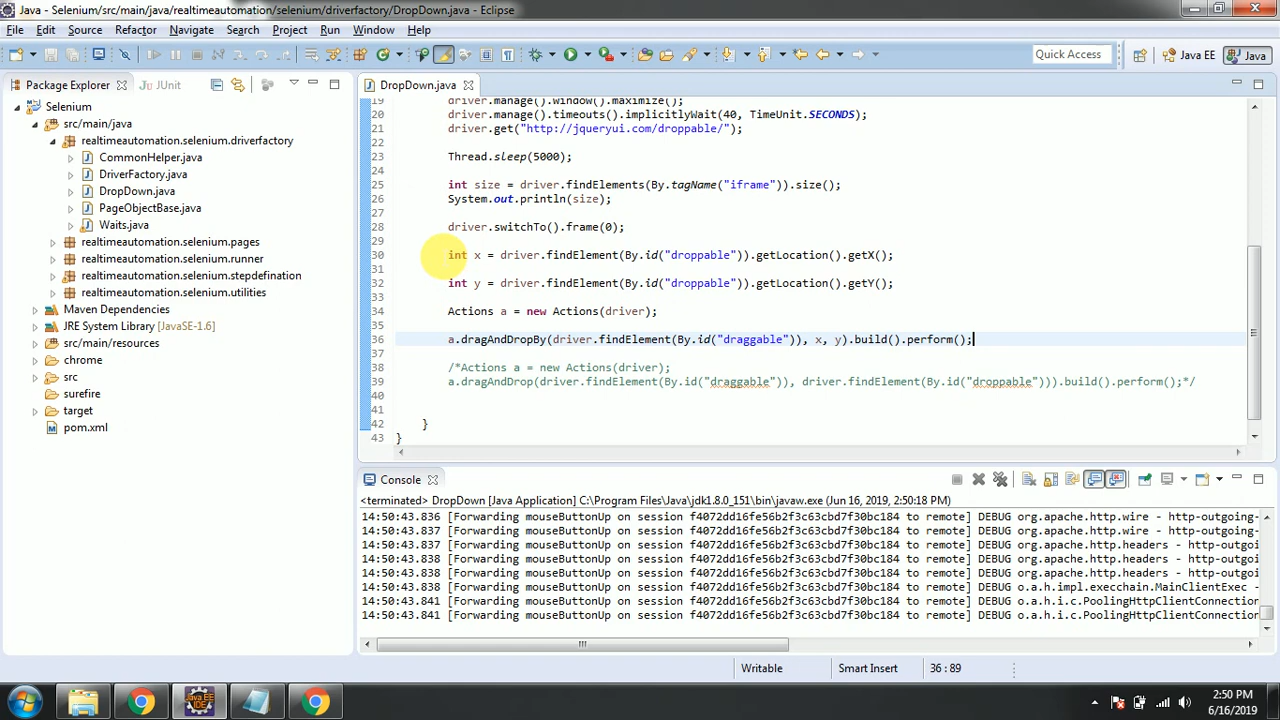 Java - Selenium/src/main/java/realtimeautomation/selenium/driverfactory/DropDown.java - Eclipse
File Edit Source Refactor Navigate Search Project Run Window Help
Quick Access Java EE Java
Package Explorer JUnit
Selenium
src/main/java
realtimeautomation.selenium.driverfactory
CommonHelper.java
DriverFactory.java
DropDown.java
PageObjectBase.java
Waits.java
realtimeautomation.selenium.pages
realtimeautomation.selenium.runner
realtimeautomation.selenium.stepdefination
realtimeautomation.selenium.utilities
Maven Dependencies
JRE System Library [JavaSE-1.6]
src/main/resources
chrome
src
surefire
target
pom.xml
DropDown.java
19 driver.manage().window().maximize();
20 driver.manage().timeouts().implicitlyWait(40, TimeUnit.SECONDS);
21 driver.get("http://jqueryui.com/droppable/");
22
23 Thread.sleep(5000);
24
25 int size = driver.findElements(By.tagName("iframe")).size();
26 System.out.println(size);
27
28 driver.switchTo().frame(0);
29
30 int x = driver.findElement(By.id("droppable")).getLocation().getX();
31
32 int y = driver.findElement(By.id("droppable")).getLocation().getY();
33
34 Actions a = new Actions(driver);
35
36 a.dragAndDropBy(driver.findElement(By.id("draggable")), x, y).build().perform();
37
38 /*Actions a = new Actions(driver);
39 a.dragAndDrop(driver.findElement(By.id("draggable")), driver.findElement(By.id("droppable"))).build().perform();*/
40
41
42 }
43 }
Console
<terminated> DropDown [Java Application] C:\Program Files\Java\jdk1.8.0_151\bin\javaw.exe (Jun 16, 2019, 2:50:18 PM)
14:50:43.836 [Forwarding mouseButtonUp on session f4072dd16fe56b2f3c63cbd7f30bc184 to remote] DEBUG org.apache.http.wire - http-outgoing-
14:50:43.837 [Forwarding mouseButtonUp on session f4072dd16fe56b2f3c63cbd7f30bc184 to remote] DEBUG org.apache.http.wire - http-outgoing-
14:50:43.837 [Forwarding mouseButtonUp on session f4072dd16fe56b2f3c63cbd7f30bc184 to remote] DEBUG org.apache.http.headers - http-outgoi
14:50:43.838 [Forwarding mouseButtonUp on session f4072dd16fe56b2f3c63cbd7f30bc184 to remote] DEBUG org.apache.http.headers - http-outgoi
14:50:43.838 [Forwarding mouseButtonUp on session f4072dd16fe56b2f3c63cbd7f30bc184 to remote] DEBUG org.apache.http.headers - http-outgoi
14:50:43.838 [Forwarding mouseButtonUp on session f4072dd16fe56b2f3c63cbd7f30bc184 to remote] DEBUG o.a.h.impl.execchain.MainClientExec -
14:50:43.841 [Forwarding mouseButtonUp on session f4072dd16fe56b2f3c63cbd7f30bc184 to remote] DEBUG o.a.h.i.c.PoolingHttpClientConnection
14:50:43.841 [Forwarding mouseButtonUp on session f4072dd16fe56b2f3c63cbd7f30bc184 to remote] DEBUG o.a.h.i.c.PoolingHttpClientConnection
Writable Smart Insert 36 : 89
Java EE
IDE
2:50 PM
6/16/2019